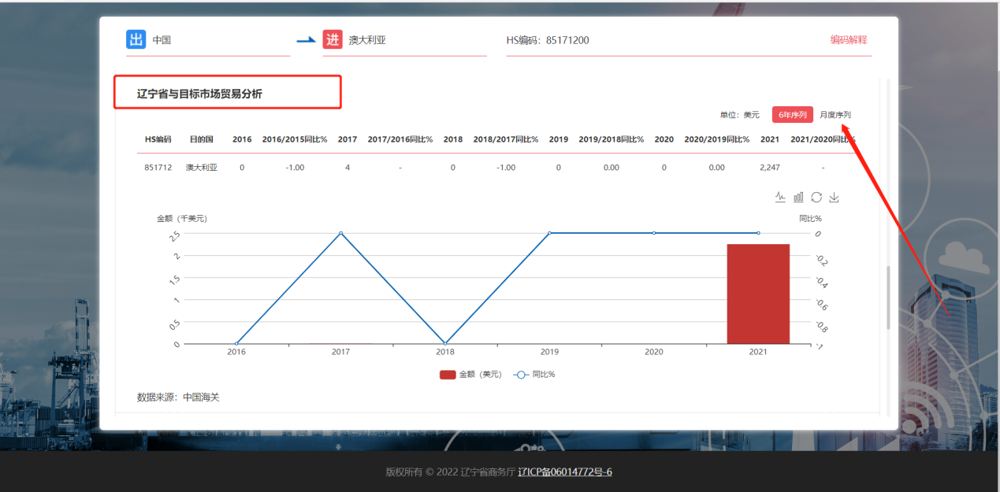 出 中国 进 澳大利亚 HS编码：85171200 编码解释
辽宁省与目标市场贸易分析
单位：美元 6年序列 月度序列
HS编码 目的国 2016 2016/2015同比% 2017 2017/2016同比% 2018 2018/2017同比% 2019 2019/2018同比% 2020 2020/2019同比% 2021 2021/2020同比%
851712 澳大利亚 0 -1.00 4 - 0 -1.00 0 0.00 0 0.00 2,247 -
金额（千美元） 同比%
2.5 0
2 -0.2
1.5 -0.4
1 -0.6
0.5 -0.8
0 -1
2016 2017 2018 2019 2020 2021
金额（美元） 同比%
数据来源：中国海关
版权所有 © 2022 辽宁省商务厅 辽ICP备06014772号-6